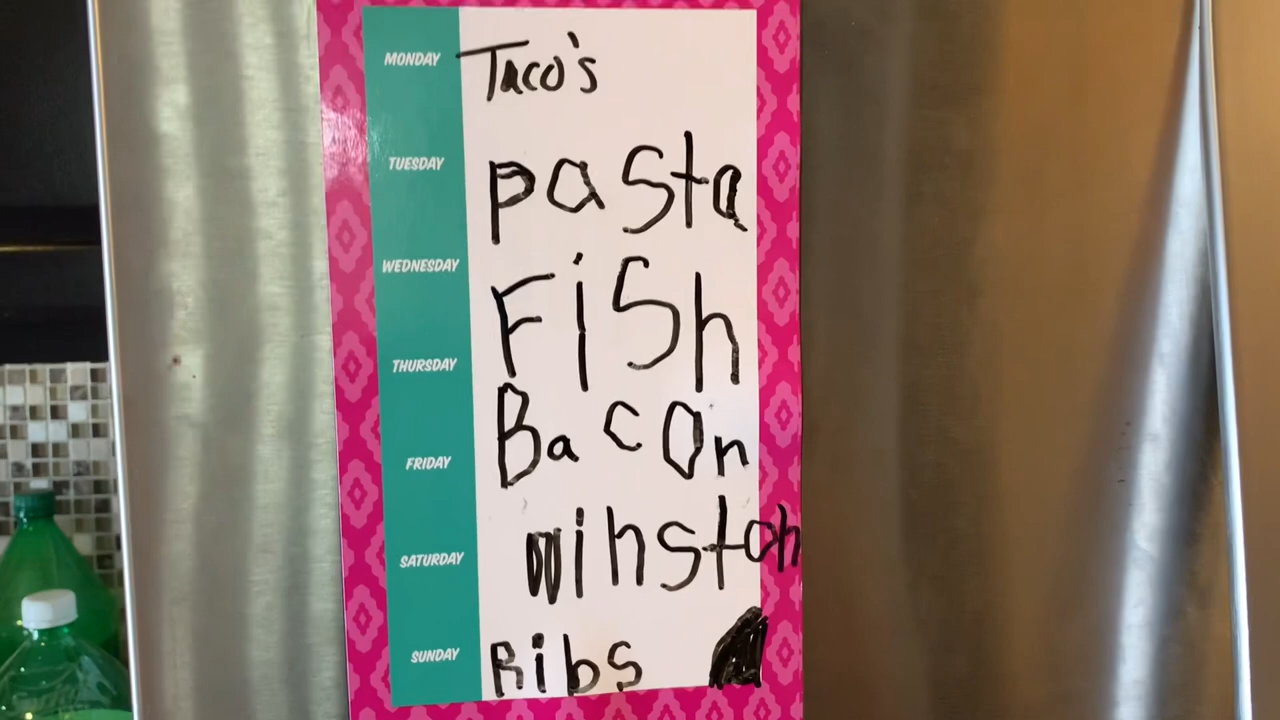 MONDAY Taco's
TUESDAY pasta
WEDNESDAY FiSh
THURSDAY BacOn
FRIDAY
SATURDAY winston
SUNDAY Ribs